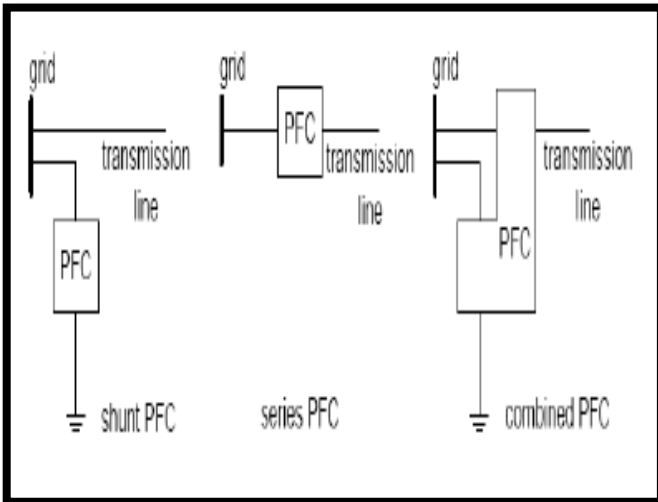 grid
transmission
line
PFC
shunt PFC
grid
PFC
transmission
line
series PFC
grid
transmission
line
PFC
combined PFC